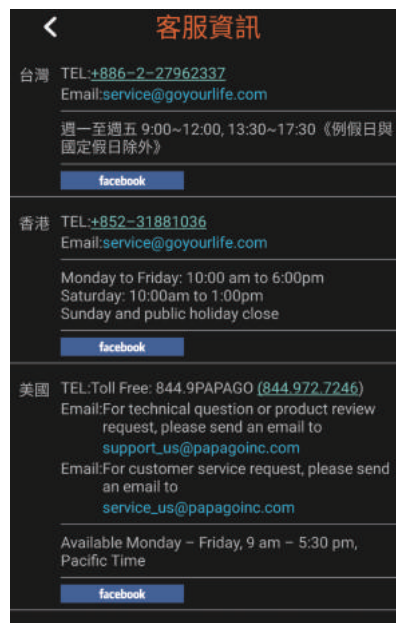 客服資訊
台灣 TEL:+886-2-27962337
Email:service@goyourlife.com
週一至週五 9:00~12:00, 13:30~17:30《例假日與
國定假日除外》
facebook
香港 TEL:+852-31881036
Email:service@goyourlife.com
Monday to Friday: 10:00 am to 6:00pm
Saturday: 10:00am to 1:00pm
Sunday and public holiday close
facebook
美國 TEL:Toll Free: 844.9PAPAGO (844.972.7246)
Email:For technical question or product review
request, please send an email to
support_us@papagoinc.com
Email:For customer service request, please send
an email to
service_us@papagoinc.com
Available Monday – Friday, 9 am – 5:30 pm,
Pacific Time
facebook